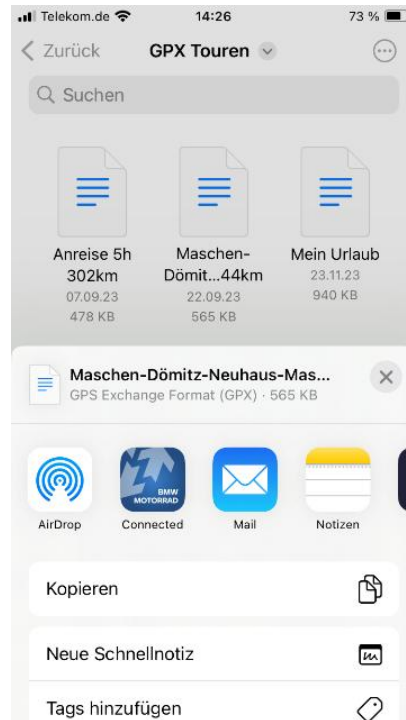 Telekom.de 14:26 73 %
Zurück GPX Touren
Suchen
Anreise 5h
302km
07.09.23
478 KB
Maschen-
Dömit...44km
22.09.23
565 KB
Mein Urlaub
23.11.23
940 KB
Maschen-Dömitz-Neuhaus-Mas...
GPS Exchange Format (GPX) · 565 KB
BMW
MOTORRAD
AirDrop Connected Mail Notizen
Kopieren
Neue Schnellnotiz
Tags hinzufügen